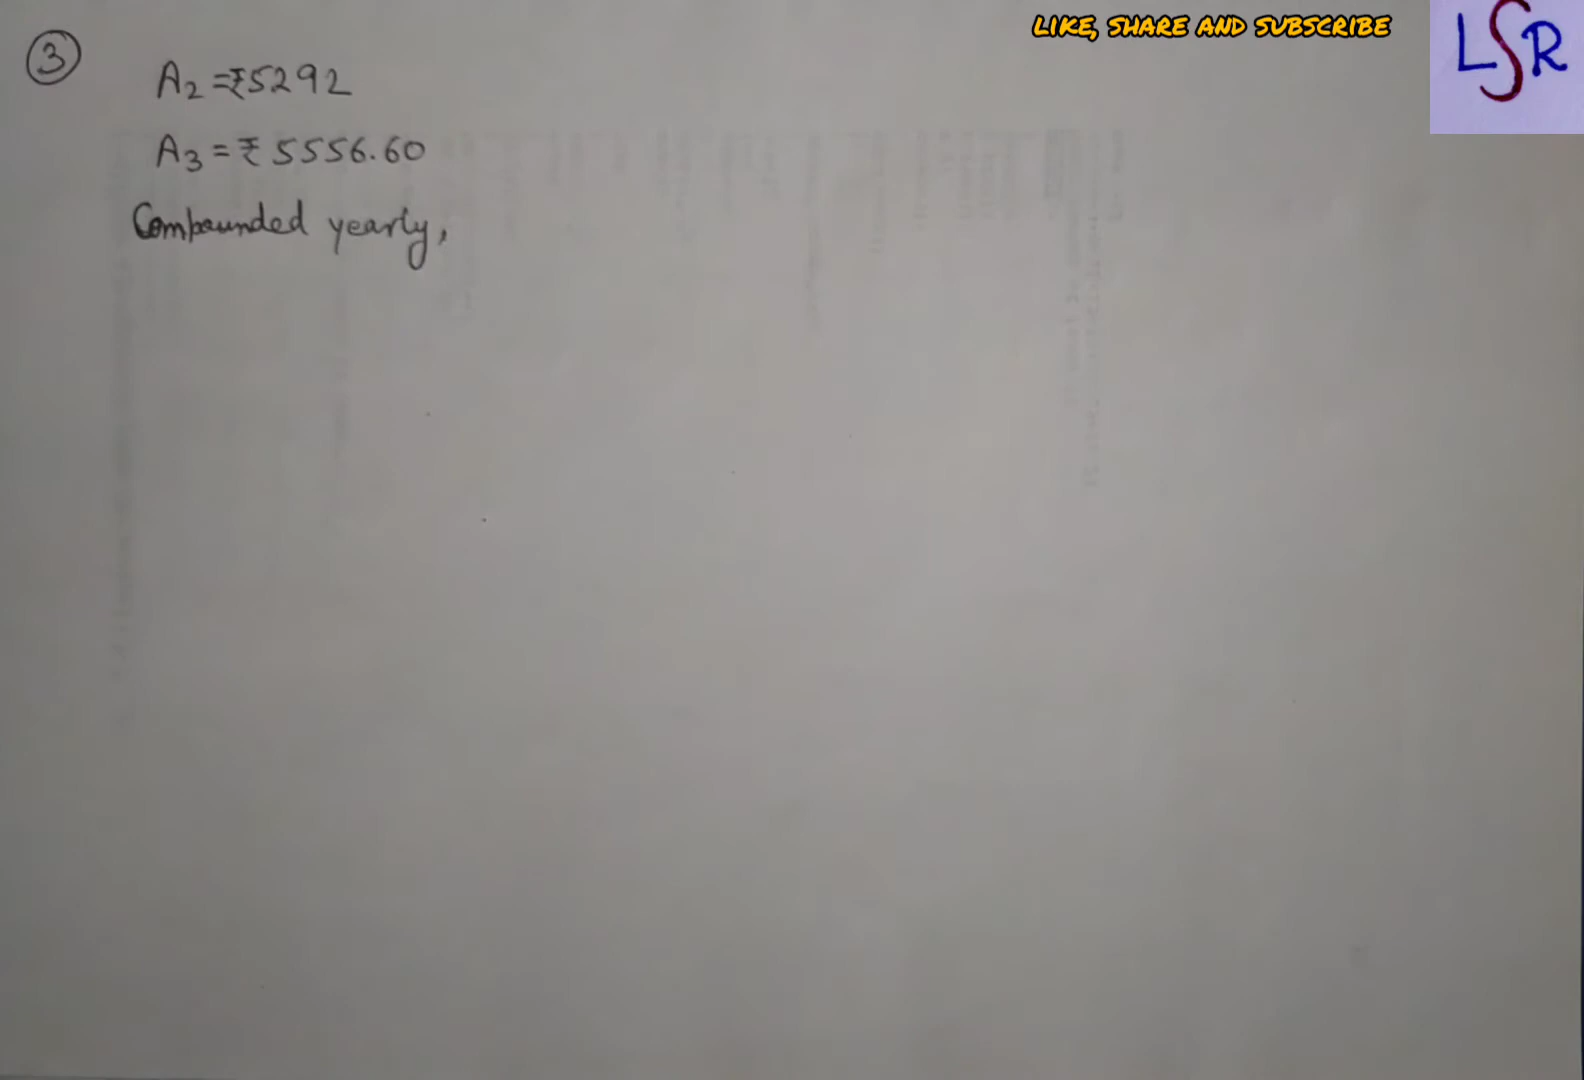 LIKE, SHARE AND SUBSCRIBE
LSR
3
A2 = ₹5292
A3 = ₹5556.60
Compounded yearly,